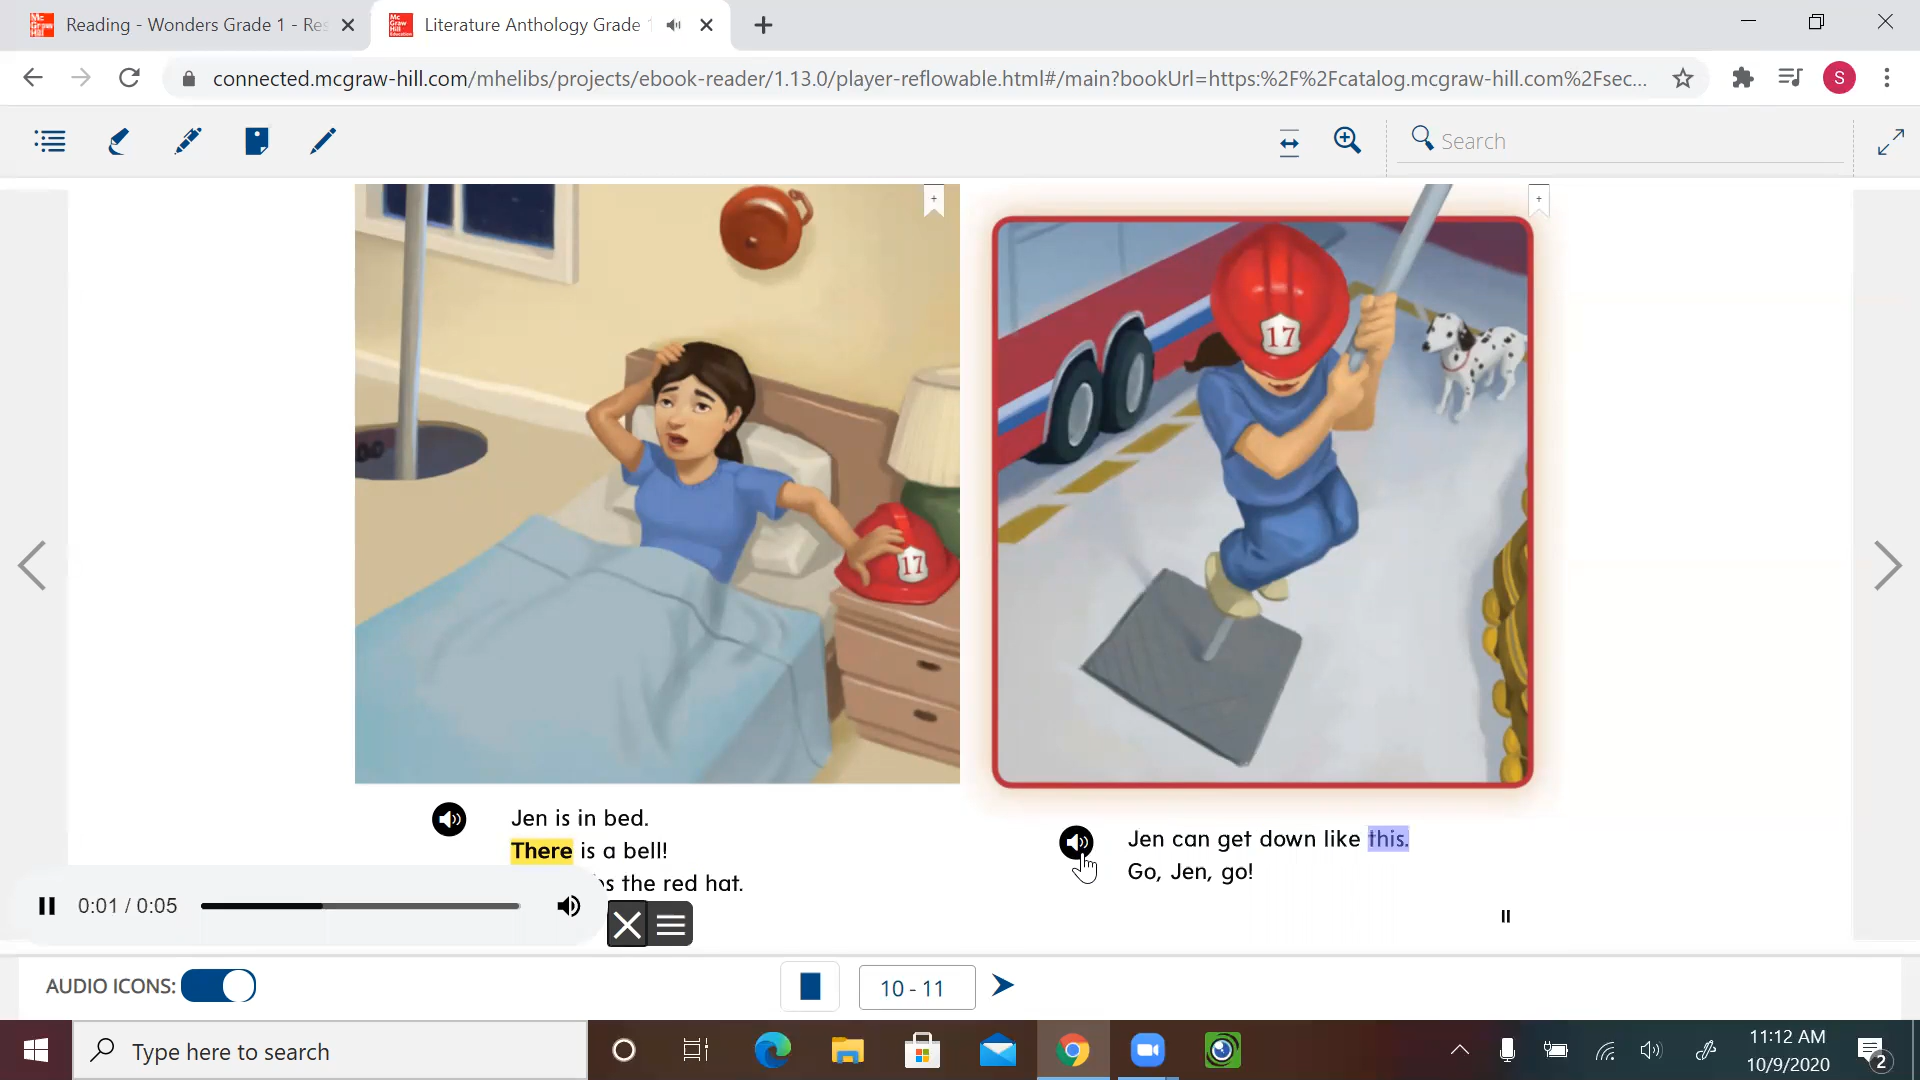 Reading - Wonders Grade 1 - Res
Literature Anthology Grade 1
connected.mcgraw-hill.com/mhelibs/projects/ebook-reader/1.13.0/player-reflowable.html#/main?bookUrl=https:%2F%2Fcatalog.mcgraw-hill.com%2Fsec...
S
Search
17
17
Jen is in bed.
There is a bell!
the red hat.
Jen can get down like this.
Go, Jen, go!
0:01 / 0:05
11
AUDIO ICONS:
10 - 11
Type here to search
11:12 AM
10/9/2020
2